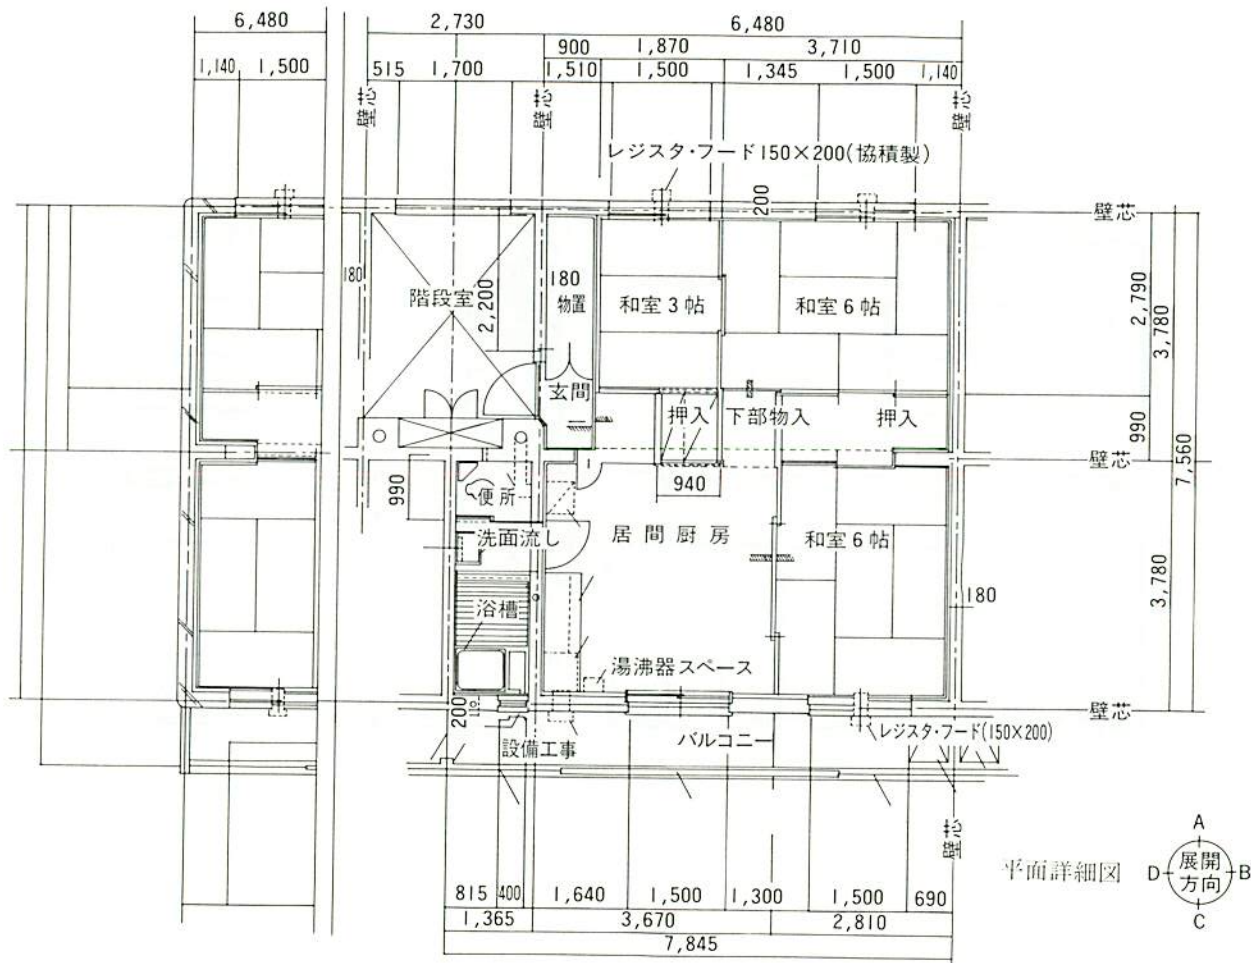 6,480
2,730
6,480
900
1,870
3,710
1,140
1,500
515
1,700
1,510
1,500
1,345
1,500
1,140
壁芯
壁芯
壁芯
レジスタ・フード150×200(協積製)
200
壁芯
180
階段室
2,200
180
物置
和室3帖
和室6帖
2,790
3,780
玄関
押入
下部物入
押入
990
壁芯
7,560
990
便所
940
洗面流し
居間厨房
和室6帖
3,780
180
浴槽
湯沸器スペース
200
壁芯
設備工事
バルコニー
レジスタ・フード(150×200)
壁芯
平面詳細図
A
D
展開
方向
B
C
815
400
1,640
1,500
1,300
1,500
690
1,365
3,670
2,810
7,845